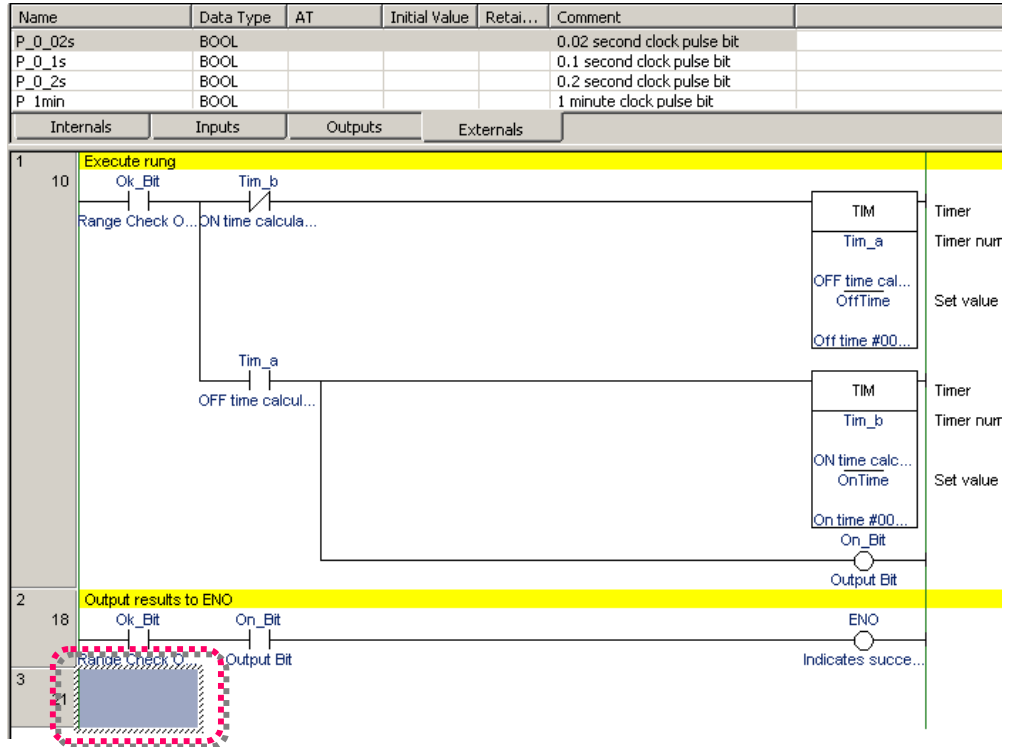 Name Data Type AT Initial Value Retai... Comment
P_0_02s BOOL 0.02 second clock pulse bit
P_0_1s BOOL 0.1 second clock pulse bit
P_0_2s BOOL 0.2 second clock pulse bit
P_1min BOOL 1 minute clock pulse bit
Internals Inputs Outputs Externals
1 Execute rung
10 Ok_Bit Tim_b
Range Check O... ON time calcula...
TIM Timer
Tim_a Timer num
OFF time cal...
OffTime Set value
Off time #00...
Tim_a
OFF time calcul...
TIM Timer
Tim_b Timer num
ON time calc...
OnTime Set value
On time #00...
On_Bit
Output Bit
2 Output results to ENO
18 Ok_Bit On_Bit ENO
Range Check O... Output Bit Indicates succe...
3
21